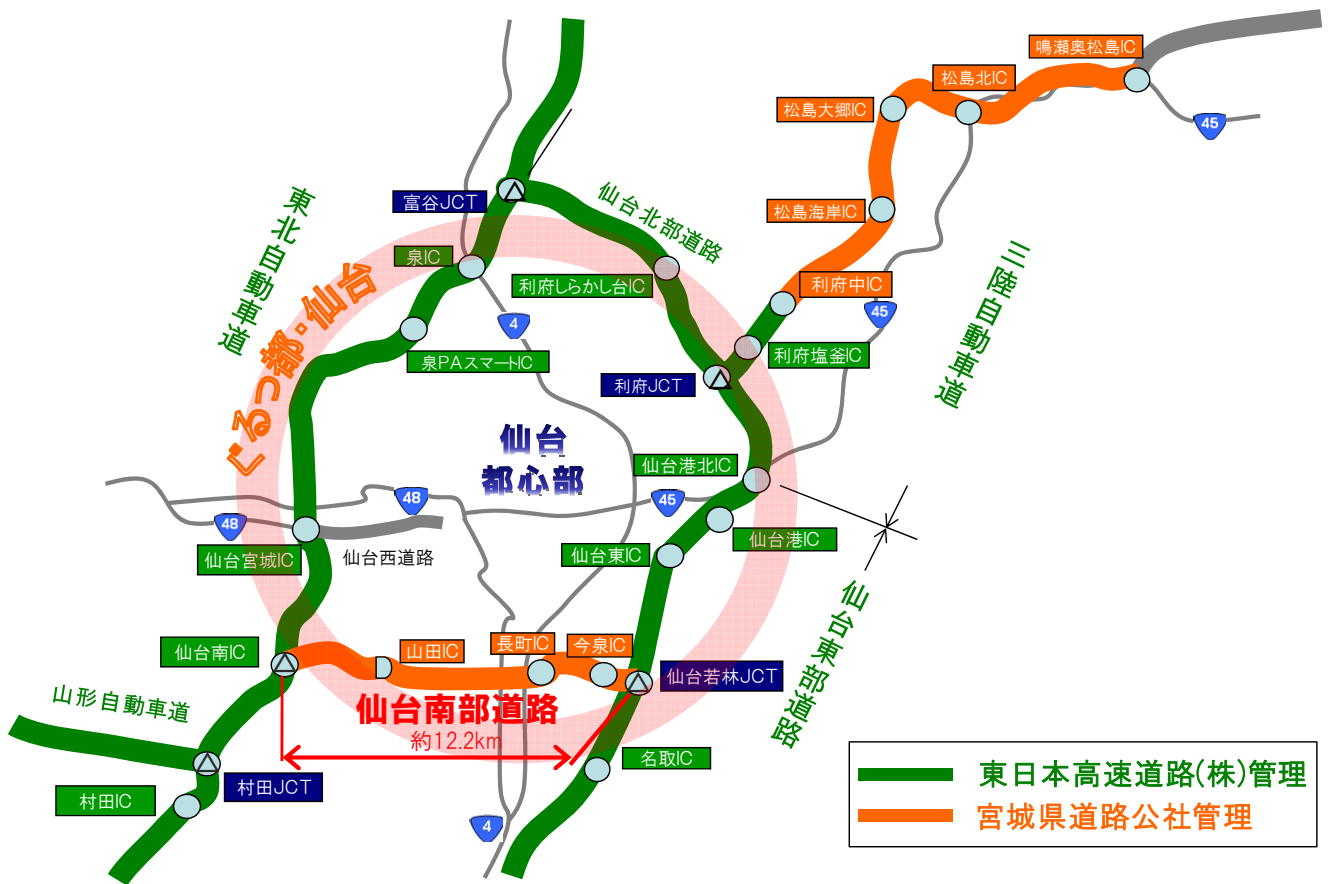 鳴瀬奥松島IC
松島北IC
松島大郷IC
45
富谷JCT
仙台北部道路
松島海岸IC
東北自動車道
泉IC
利府しらかし台IC
利府中IC
三陸自動車道
ぐるっ都・仙台
4
45
泉PAスマートIC
利府塩釜IC
利府JCT
仙台
都心部
仙台港北IC
48
45
48
仙台港IC
仙台宮城IC
仙台西道路
仙台東IC
仙台東部道路
仙台南IC
山田IC
長町IC
今泉IC
仙台若林JCT
山形自動車道
仙台南部道路
約12.2km
名取IC
村田JCT
村田IC
4
東日本高速道路(株)管理
宮城県道路公社管理